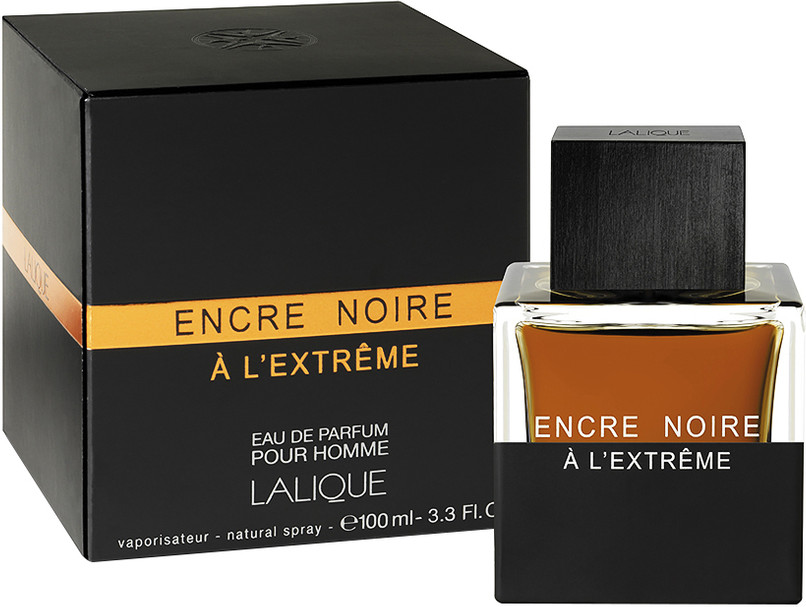 LALIQUE
ENCRE NOIRE
À L'EXTRÊME
EAU DE PARFUM
POUR HOMME
LALIQUE
vaporisateur - natural spray - ℮100 ml- 3.3 Fl.
LALIQUE
ENCRE NOIRE
À L'EXTRÊME